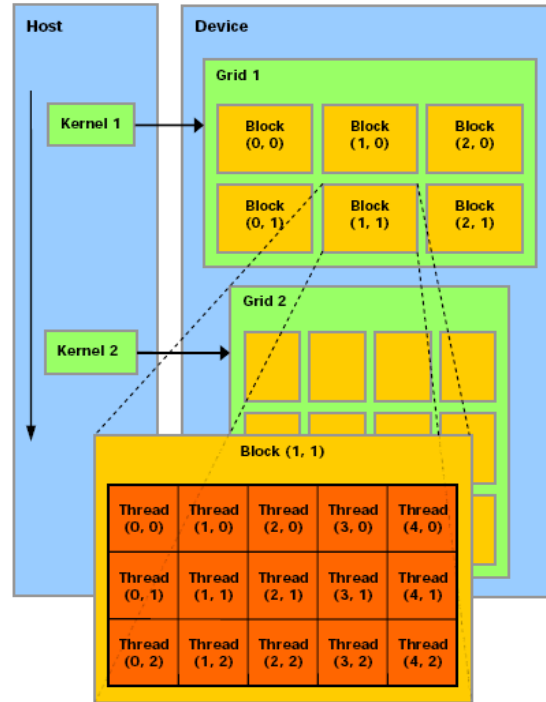 Host
Device
Grid 1
Kernel 1
Block
(0, 0)
Block
(1, 0)
Block
(2, 0)
Block
(0, 1)
Block
(1, 1)
Block
(2, 1)
Grid 2
Kernel 2
Block (1, 1)
Thread
(0, 0)
Thread
(1, 0)
Thread
(2, 0)
Thread
(3, 0)
Thread
(4, 0)
Thread
(0, 1)
Thread
(1, 1)
Thread
(2, 1)
Thread
(3, 1)
Thread
(4, 1)
Thread
(0, 2)
Thread
(1, 2)
Thread
(2, 2)
Thread
(3, 2)
Thread
(4, 2)